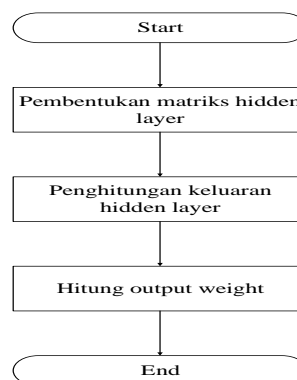 Start
Pembentukan matriks hidden
layer
Penghitungan keluaran
hidden layer
Hitung output weight
End